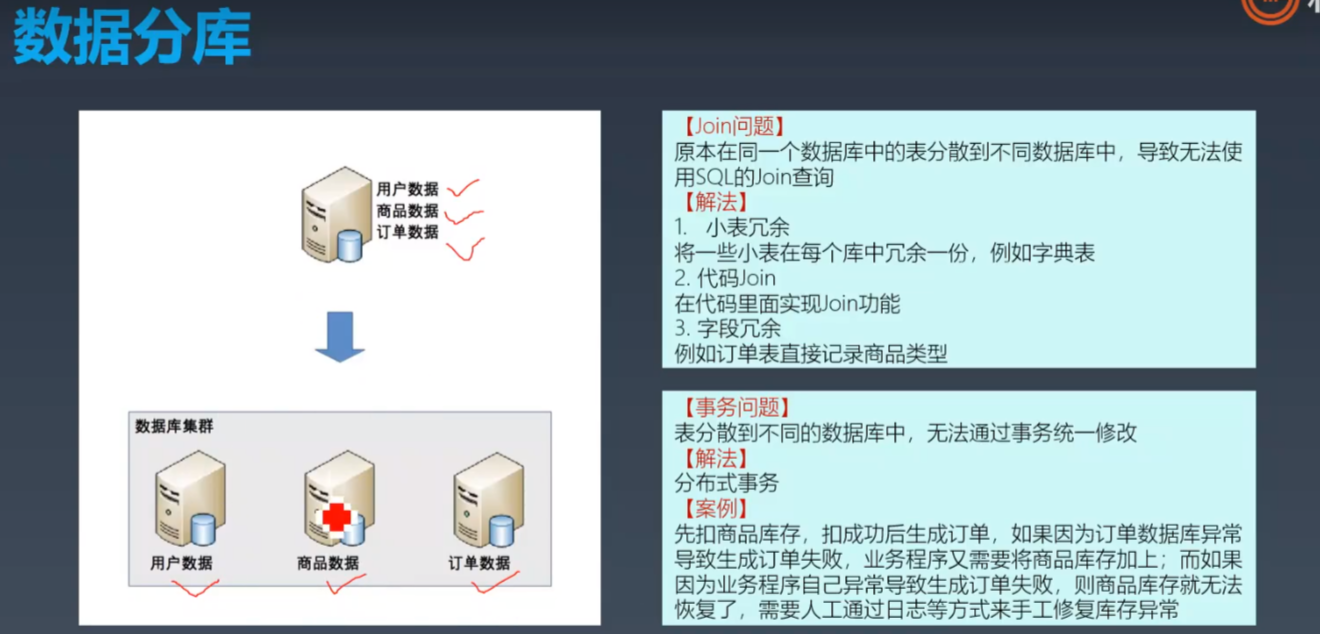 数据分库
用户数据
商品数据
订单数据
数据库集群
用户数据
商品数据
订单数据
【Join问题】
原本在同一个数据库中的表分散到不同数据库中，导致无法使
用SQL的Join查询
【解法】
1. 小表冗余
将一些小表在每个库中冗余一份，例如字典表
2. 代码Join
在代码里面实现Join功能
3. 字段冗余
例如订单表直接记录商品类型
【事务问题】
表分散到不同的数据库中，无法通过事务统一修改
【解法】
分布式事务
【案例】
先扣商品库存，扣成功后生成订单，如果因为订单数据库异常
导致生成订单失败，业务程序又需要将商品库存加上；而如果
因为业务程序自己异常导致生成订单失败，则商品库存就无法
恢复了，需要人工通过日志等方式来手工修复库存异常